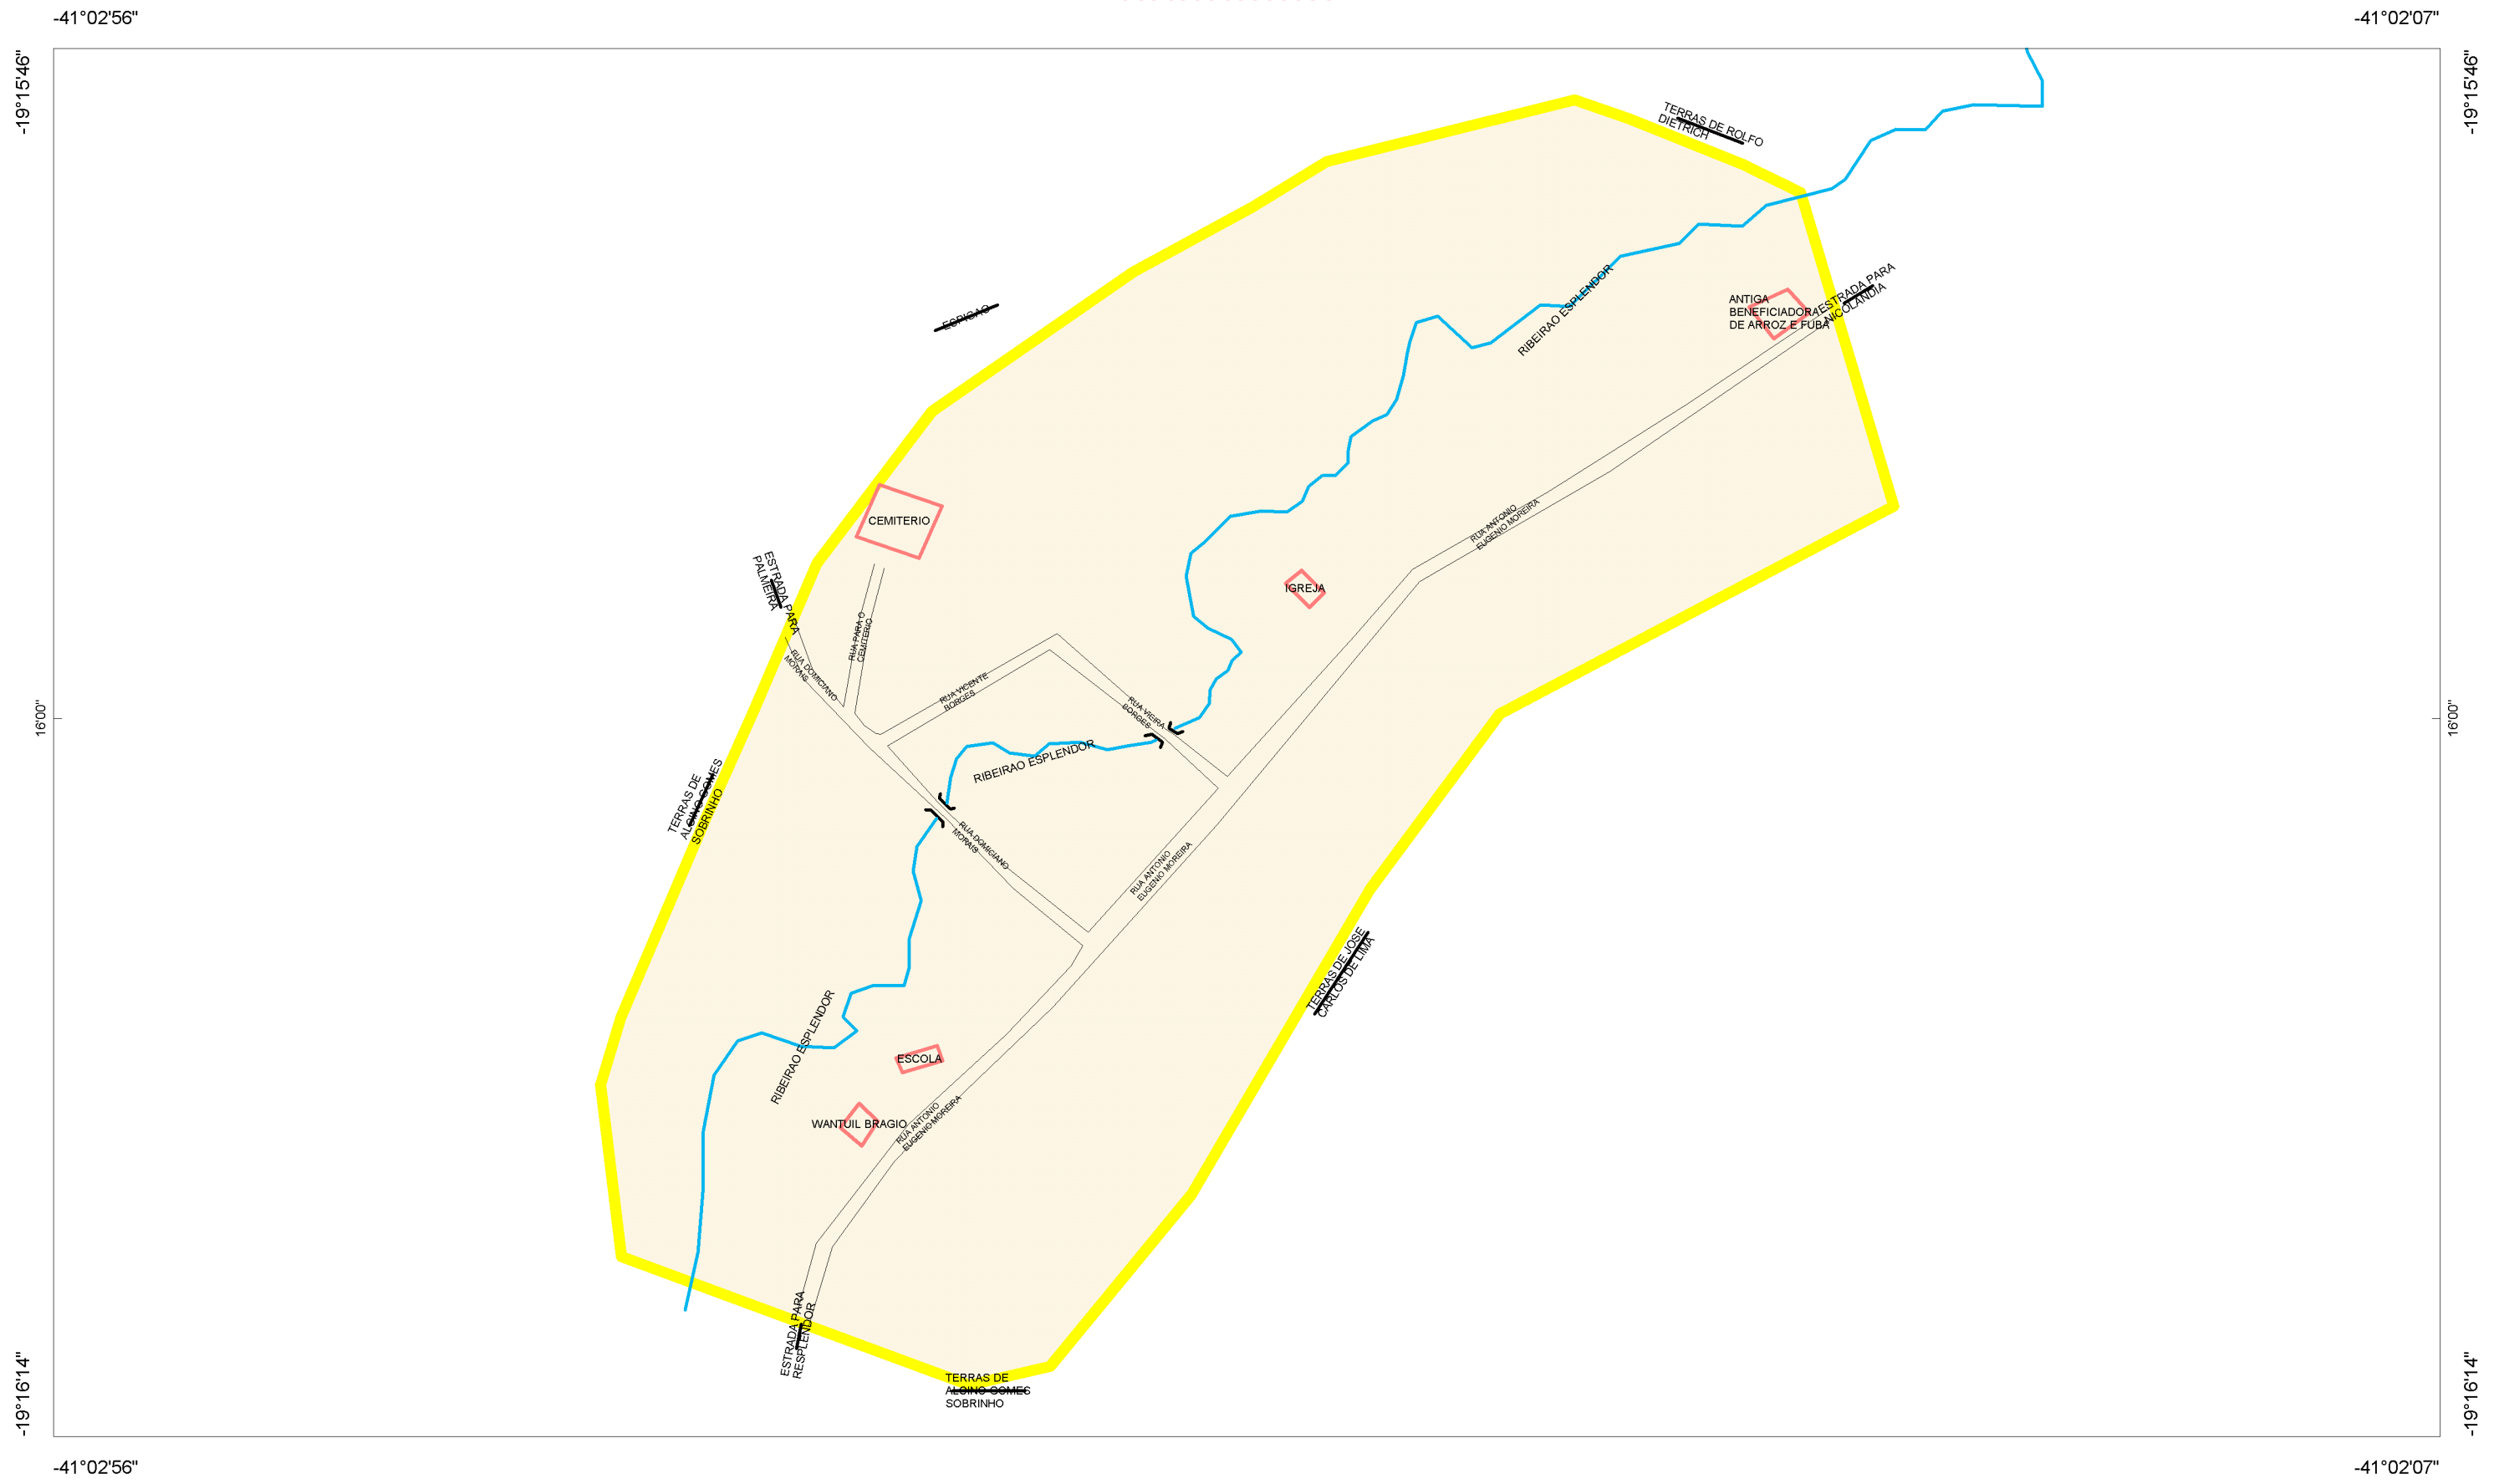 -41°02'56"
-41°02'07"
-19°15'46"
-19°15'46"
TERRAS DE ROLFO
DIETRICH
ESTRADA PARA
NICOLANDIA
ANTIGA
BENEFICIADORA
DE ARROZ E FUBA
ESPIGAO
RIBEIRAO ESPLENDOR
CEMITERIO
RUA ANTONIO
EUGENIO MOREIRA
ESTRADA PARA
PALMEIRA
IGREJA
RUA PARA O
CEMITERIO
RUA DOMICIANO
MORAIS
RUA VICENTE
BORGES
RUA VIEIRA
BORGES
16'00"
16'00"
RIBEIRAO ESPLENDOR
TERRAS DE
ALOINO GOMES
SOBRINHO
RUA DOMICIANO
MORAIS
RUA ANTONIO
EUGENIO MOREIRA
TERRAS DE JOSE
CARLOS DE LIMA
RIBEIRAO ESPLENDOR
ESCOLA
WANTUIL BRAGIO
RUA ANTONIO
EUGENIO MOREIRA
ESTRADA PARA
RESPLENDOR
TERRAS DE
ALOINO GOMES
SOBRINHO
-19°16'14"
-19°16'14"
-41°02'56"
-41°02'07"